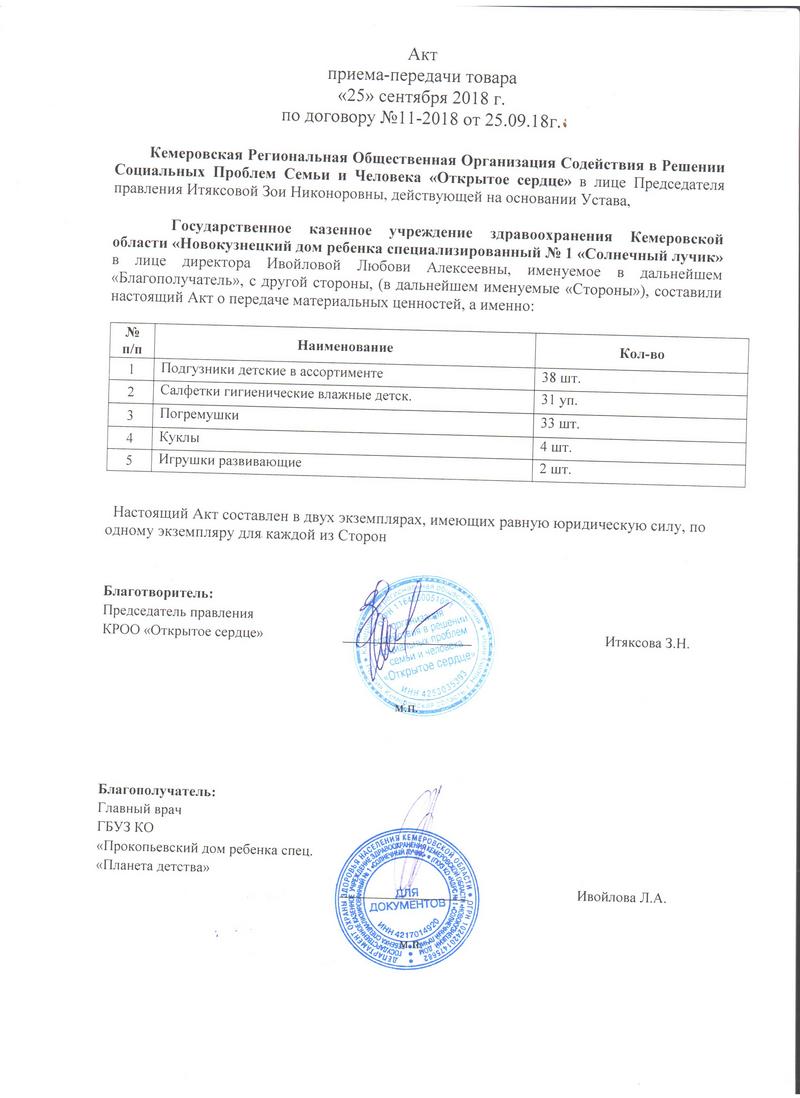 Акт
приема-передачи товара
«25» сентября 2018 г.
по договору №11-2018 от 25.09.18г.
Кемеровская Региональная Общественная Организация Содействия в Решении
Социальных Проблем Семьи и Человека «Открытое сердце» в лице Председателя
правления Итяксовой Зои Никоноровны, действующей на основании Устава,
Государственное казенное учреждение здравоохранения Кемеровской
области «Новокузнецкий дом ребенка специализированный № 1 «Солнечный лучик»
в лице директора Ивойловой Любови Алексеевны, именуемое в дальнейшем
«Благополучатель», с другой стороны, (в дальнейшем именуемые «Стороны»), составили
настоящий Акт о передаче материальных ценностей, а именно:
№ п/п Наименование Кол-во
1 Подгузники детские в ассортименте 38 шт.
2 Салфетки гигиенические влажные детск. 31 уп.
3 Погремушки 33 шт.
4 Куклы 4 шт.
5 Игрушки развивающие 2 шт.
Настоящий Акт составлен в двух экземплярах, имеющих равную юридическую силу, по
одному экземпляру для каждой из Сторон
Благотворитель:
Председатель правления
КРОО «Открытое сердце»
Итяксова З.Н.
организация
в решении
проблем
семьи и человека
«Открытое сердце»
М.П.
Благополучатель:
Главный врач
ГБУЗ КО
«Прокопьевский дом ребенка спец.
«Планета детства»
Ивойлова Л.А.
ДЕПАРТАМЕНТ ОХРАНЫ ЗДОРОВЬЯ НАСЕЛЕНИЯ КЕМЕРОВСКОЙ ОБЛАСТИ
ДЛЯ
ДОКУМЕНТОВ
ИНН 4217014920
М.П.